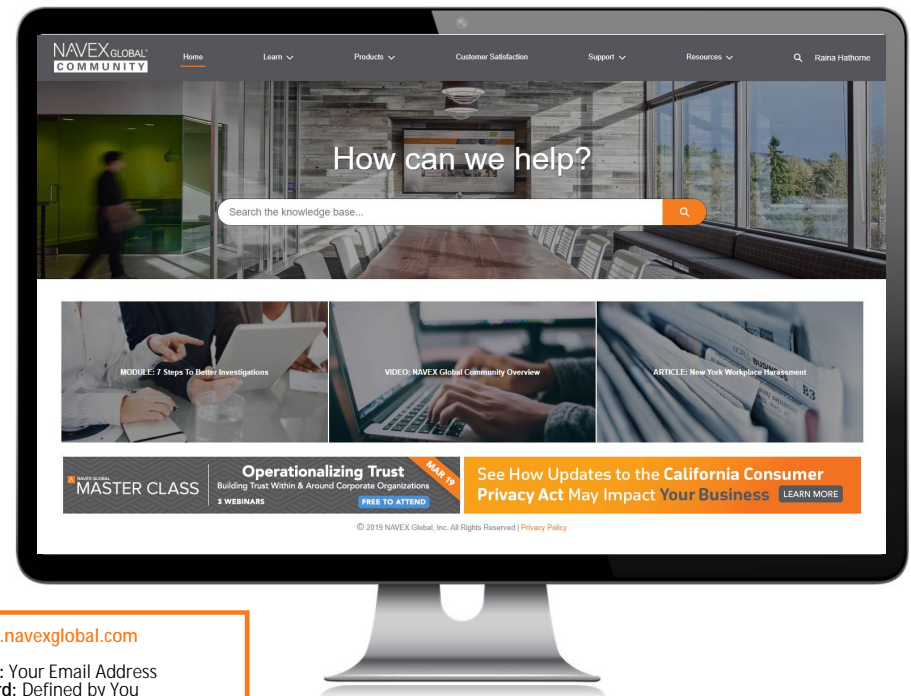 NAVEX GLOBAL
COMMUNITY
Home
Learn
Products
Customer Satisfaction
Support
Resources
Raina Hathorne
How can we help?
Search the knowledge base...
MODULE: 7 Steps To Better Investigations
VIDEO: NAVEX Global Community Overview
ARTICLE: New York Workplace Harassment
BUSINESS
B3
NAVEX GLOBAL
MASTER CLASS
Operationalizing Trust
Building Trust Within & Around Corporate Organizations
3 WEBINARS
FREE TO ATTEND
MAR 19
See How Updates to the California Consumer
Privacy Act May Impact Your Business
LEARN MORE
© 2019 NAVEX Global, Inc. All Rights Reserved | Privacy Policy
.navexglobal.com
: Your Email Address
rd: Defined by You